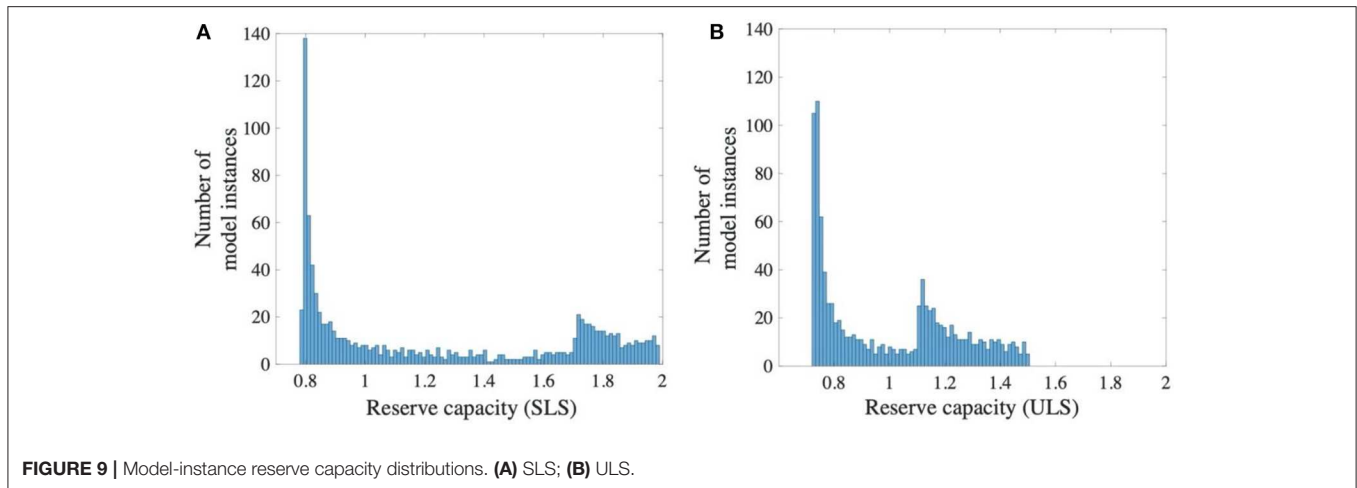 A
140
120
100
80
60
40
20
0
Number of
model instances
0.8 1 1.2 1.4 1.6 1.8 2
Reserve capacity (SLS)
B
140
120
100
80
60
40
20
0
Number of
model instances
0.8 1 1.2 1.4 1.6 1.8 2
Reserve capacity (ULS)
FIGURE 9 | Model-instance reserve capacity distributions. (A) SLS; (B) ULS.